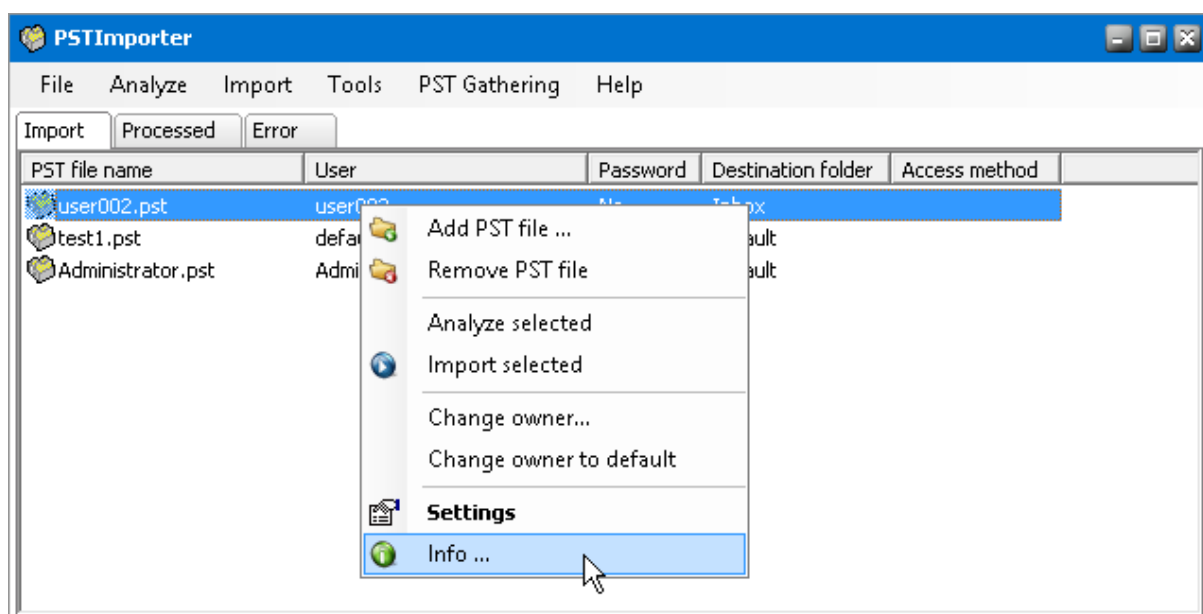 PSTImporter
File Analyze Import Tools PST Gathering Help
Import Processed Error
PST file name User Password Destination folder Access method
user002.pst
test1.pst
Administrator.pst
Add PST file ...
Remove PST file
Analyze selected
Import selected
Change owner...
Change owner to default
Settings
Info ...